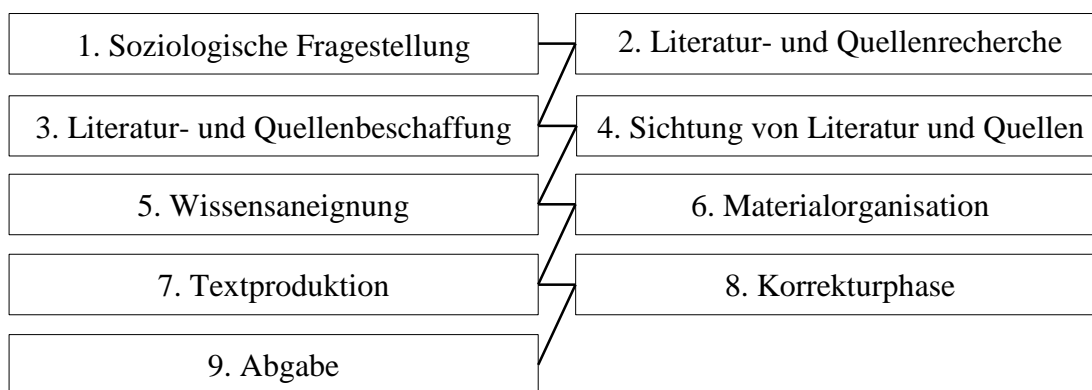 1. Soziologische Fragestellung
2. Literatur- und Quellenrecherche
3. Literatur- und Quellenbeschaffung
4. Sichtung von Literatur und Quellen
5. Wissensaneignung
6. Materialorganisation
7. Textproduktion
8. Korrekturphase
9. Abgabe